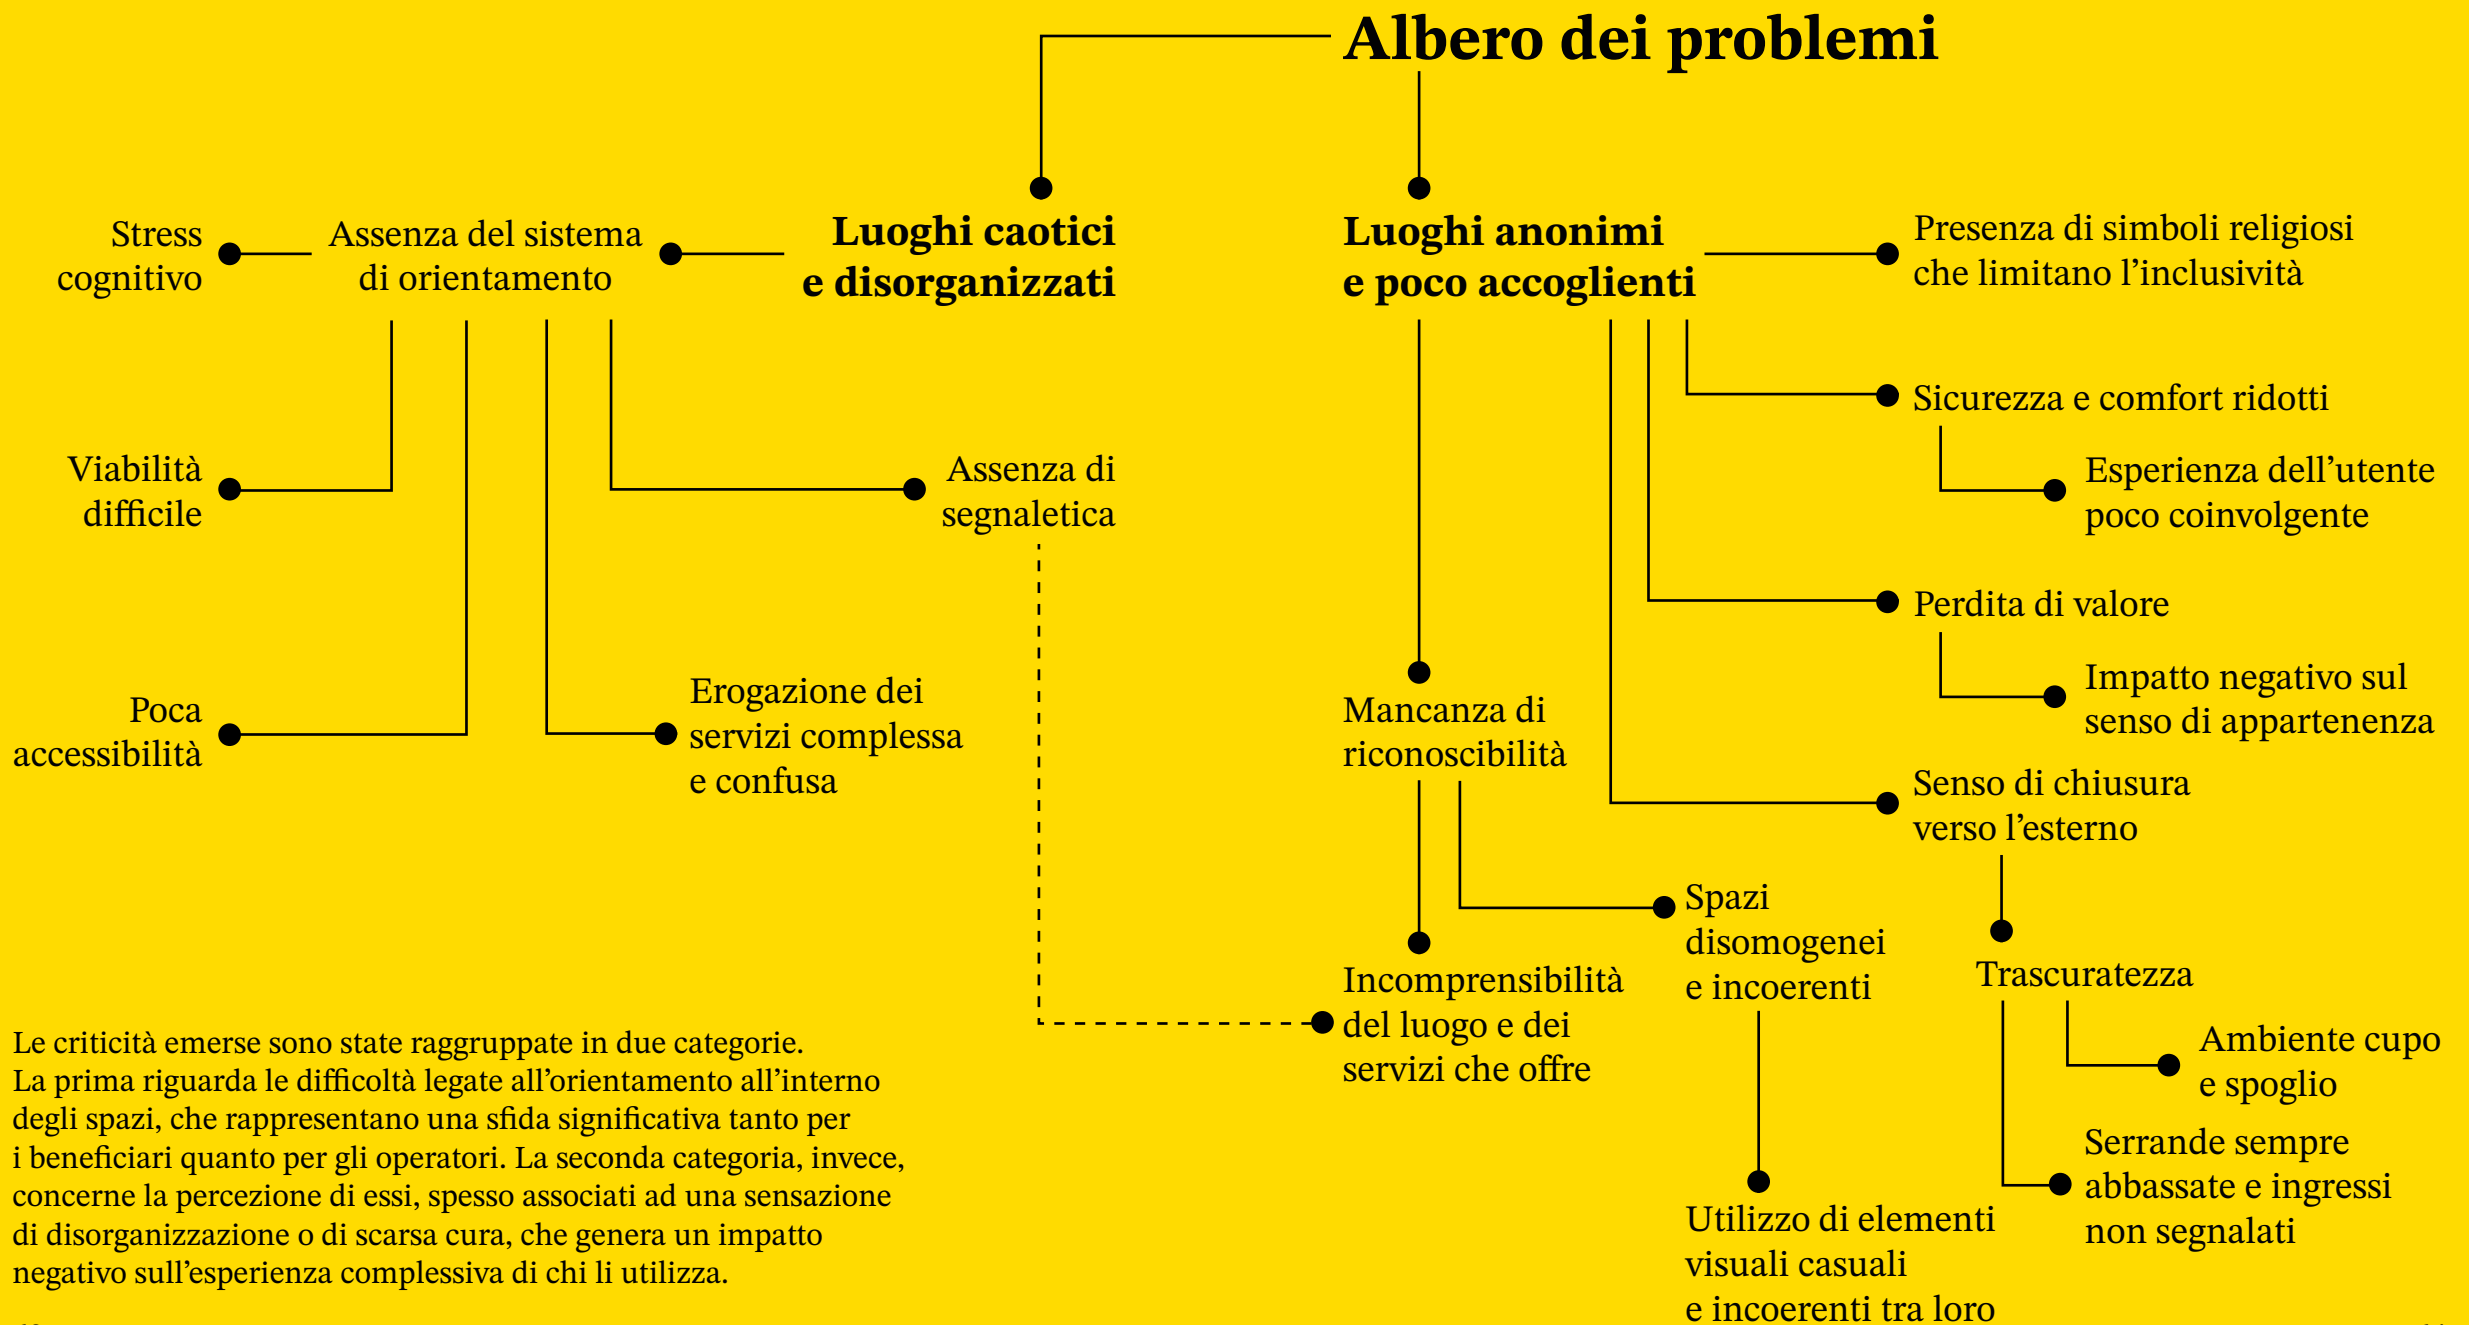 Albero dei problemi
Stress
cognitivo
Assenza del sistema
di orientamento
Luoghi caotici
e disorganizzati
Luoghi anonimi
e poco accoglienti
Presenza di simboli religiosi
che limitano l'inclusività
Sicurezza e comfort ridotti
Viabilità
difficile
Assenza di
segnaletica
Esperienza dell'utente
poco coinvolgente
Perdita di valore
Poca
accessibilità
Erogazione dei
servizi complessa
e confusa
Mancanza di
riconoscibilità
Impatto negativo sul
senso di appartenenza
Senso di chiusura
verso l'esterno
Spazi
disomogenei
e incoerenti
Incomprensibilità
del luogo e dei
servizi che offre
Trascuratezza
Ambiente cupo
e spoglio
Serrande sempre
abbassate e ingressi
non segnalati
Utilizzo di elementi
visuali casuali
e incoerenti tra loro
Le criticità emerse sono state raggruppate in due categorie.
La prima riguarda le difficoltà legate all'orientamento all'interno
degli spazi, che rappresentano una sfida significativa tanto per
i beneficiari quanto per gli operatori. La seconda categoria, invece,
concerne la percezione di essi, spesso associati ad una sensazione
di disorganizzazione o di scarsa cura, che genera un impatto
negativo sull'esperienza complessiva di chi li utilizza.